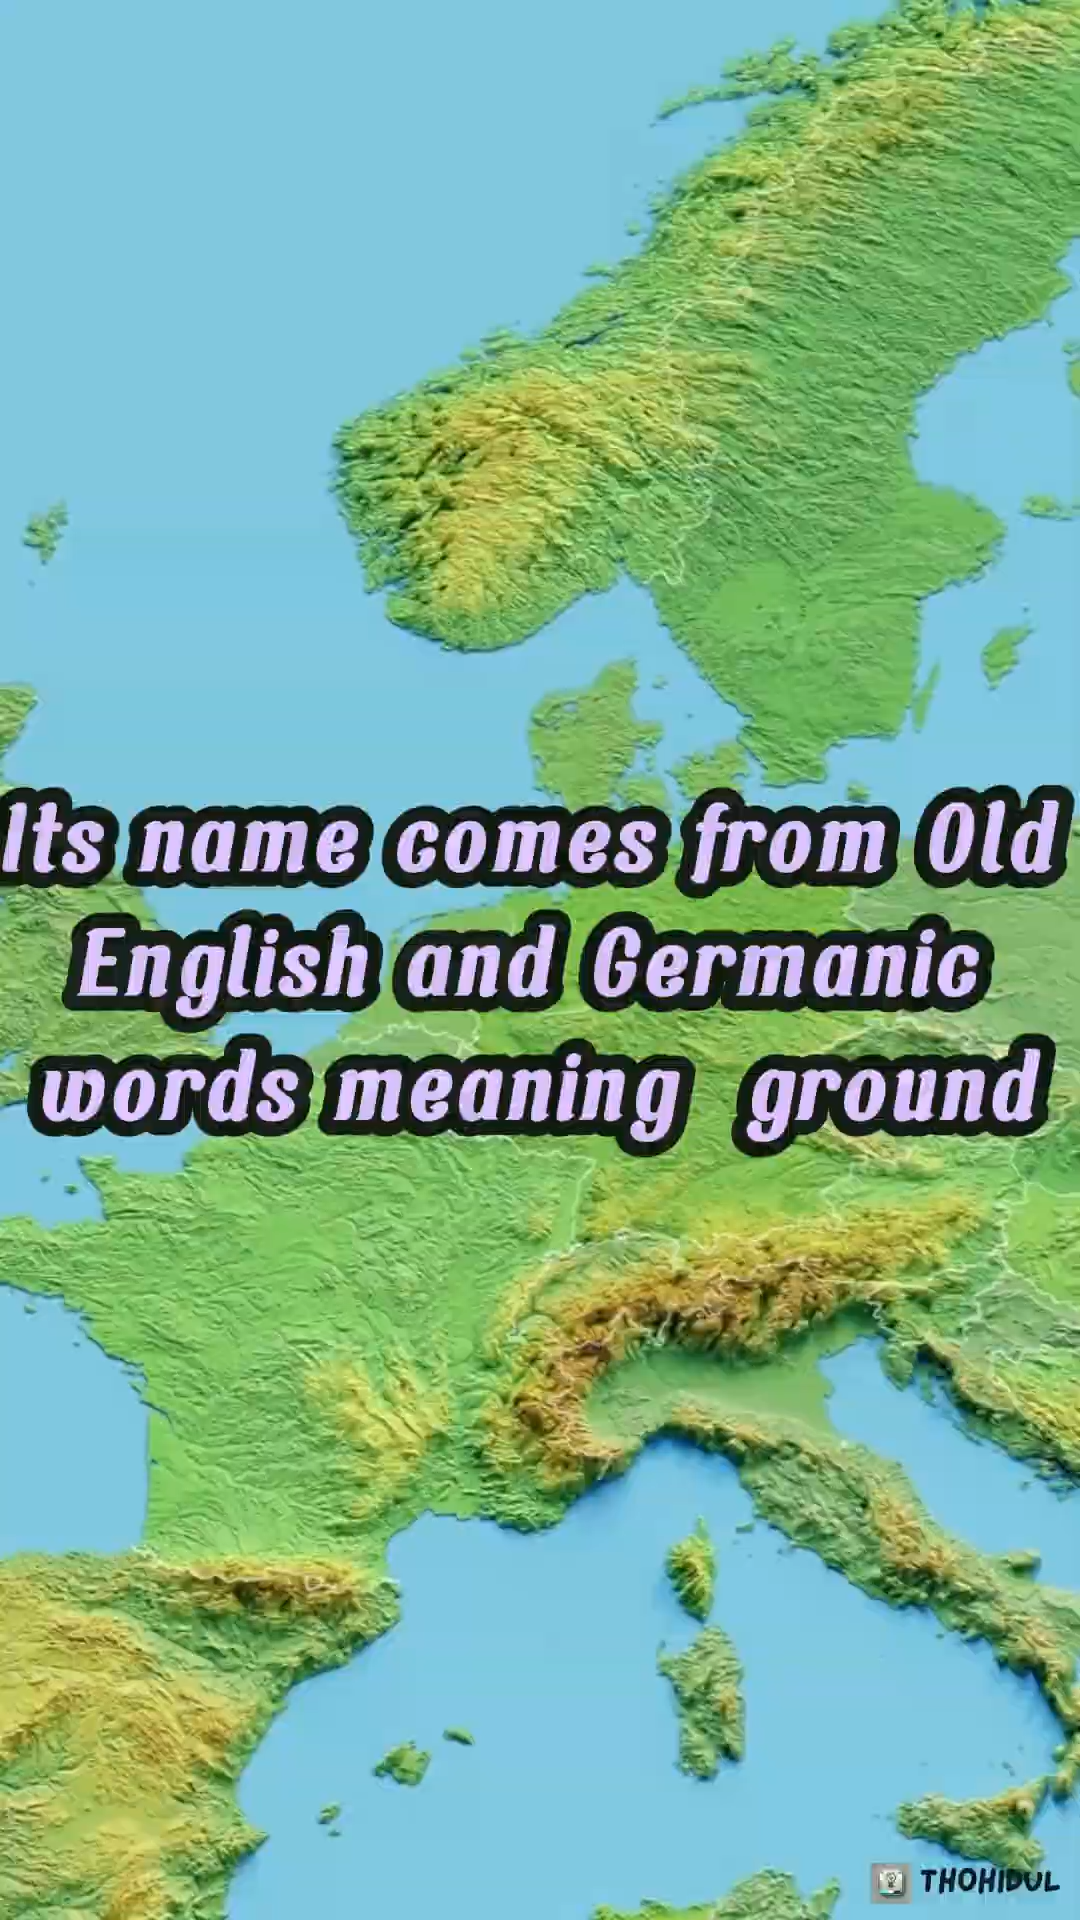 Its name comes from Old
English and Germanic
words meaning ground
THOHIDUL